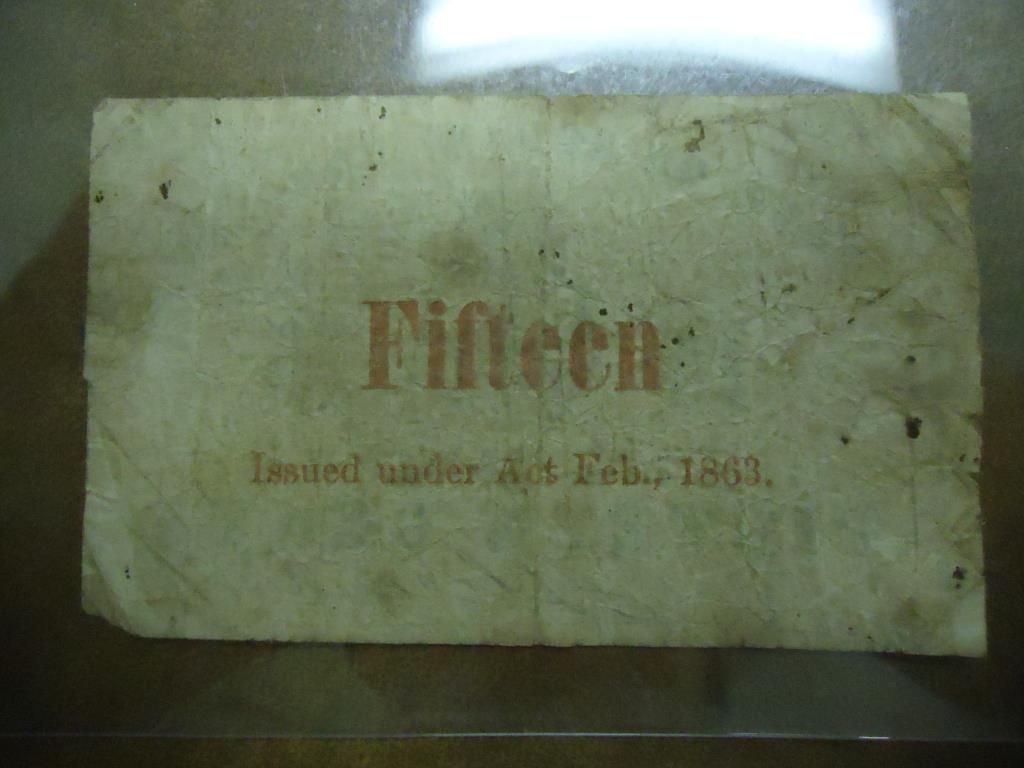 Fifteen
Issued under Act Feb., 1863.